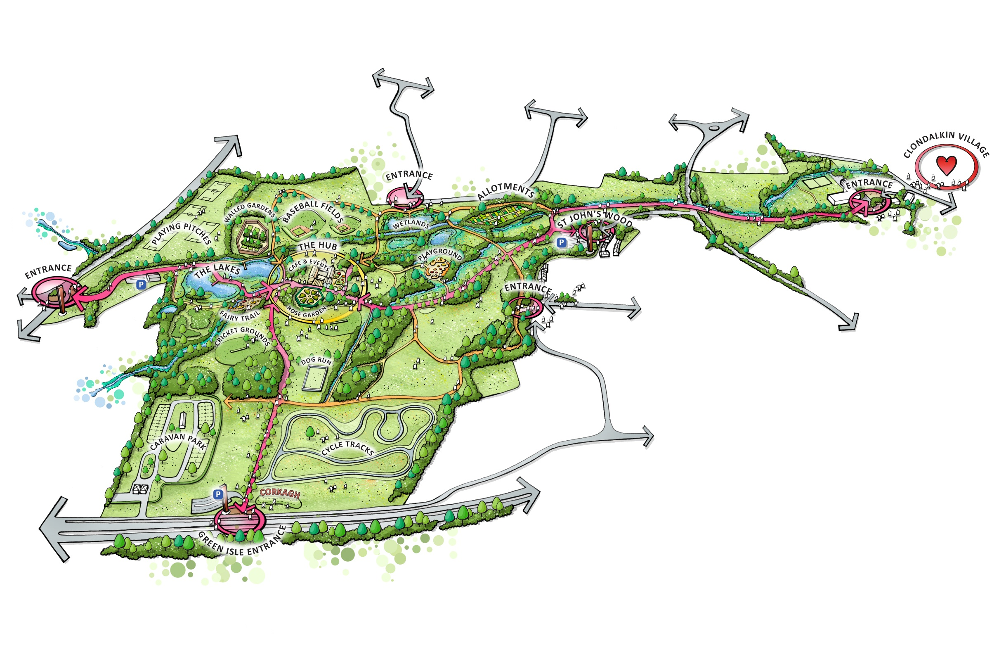 CLONDALKIN VILLAGE
ENTRANCE
ENTRANCE
ALLOTMENTS
WALLED GARDENS
BASEBALL FIELDS
WETLANDS
ST JOHN'S WOOD
PLAYING PITCHES
P
THE HUB
PLAYGROUND
CAFE & EVENTS
THE LAKES
ENTRANCE
P
ENTRANCE
ROSE GARDEN
FAIRY TRAIL
CRICKET GROUNDS
DOG RUN
CARAVAN PARK
CYCLE TRACKS
P
CORKAGH
GREEN ISLE ENTRANCE